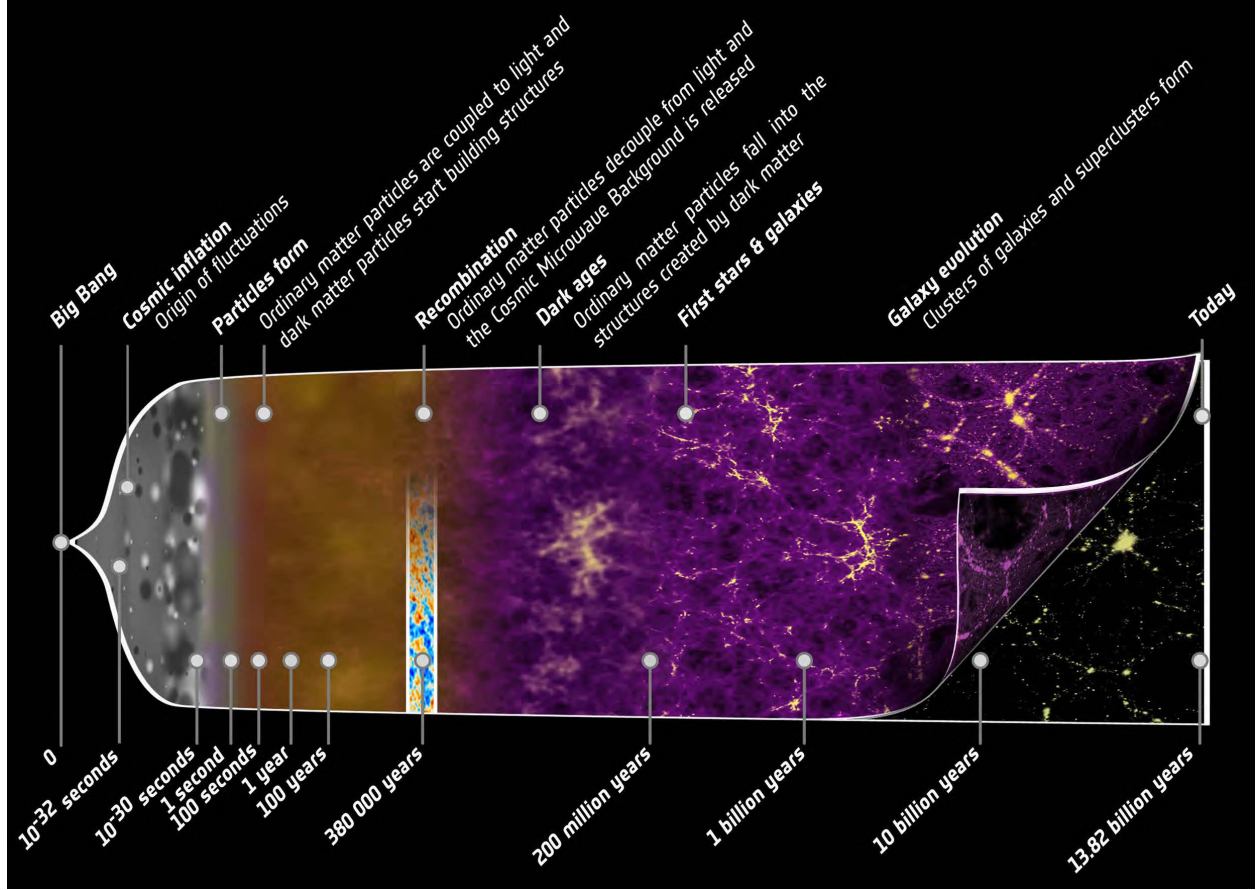 Big Bang
Cosmic inflation
Origin of fluctuations
Particles form
Ordinary matter particles are coupled to light and
dark matter particles start building structures
Recombination
Ordinary matter particles decouple from light and
the Cosmic Microwave Background is released
Dark ages
Ordinary matter particles fall into the
structures created by dark matter
First stars & galaxies
Galaxy evolution
Clusters of galaxies and superclusters form
Today
0
10-32 seconds
10-30 seconds
1 second
100 seconds
1 year
100 years
380 000 years
200 million years
1 billion years
10 billion years
13.82 billion years